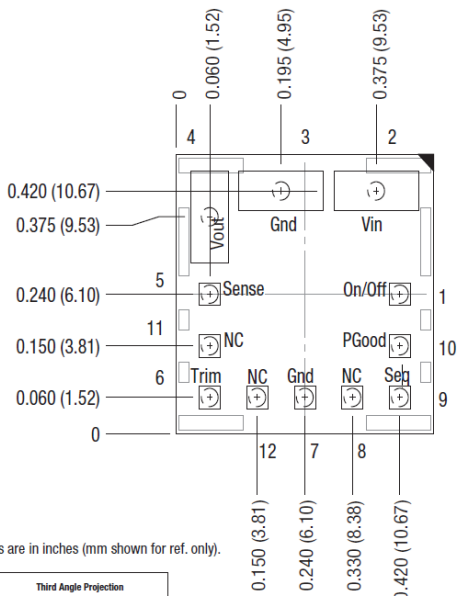 0
0.060 (1.52)
0.195 (4.95)
0.375 (9.53)
4
3
2
0.420 (10.67)
0.375 (9.53)
Vout
Gnd
Vin
0.240 (6.10)
5
Sense
On/Off
1
0.150 (3.81)
11
NC
PGood
10
0.060 (1.52)
6
Trim
NC
Gnd
NC
Seq
9
0
12
7
8
0.150 (3.81)
0.240 (6.10)
0.330 (8.38)
0.420 (10.67)
s are in inches (mm shown for ref. only).
Third Angle Projection